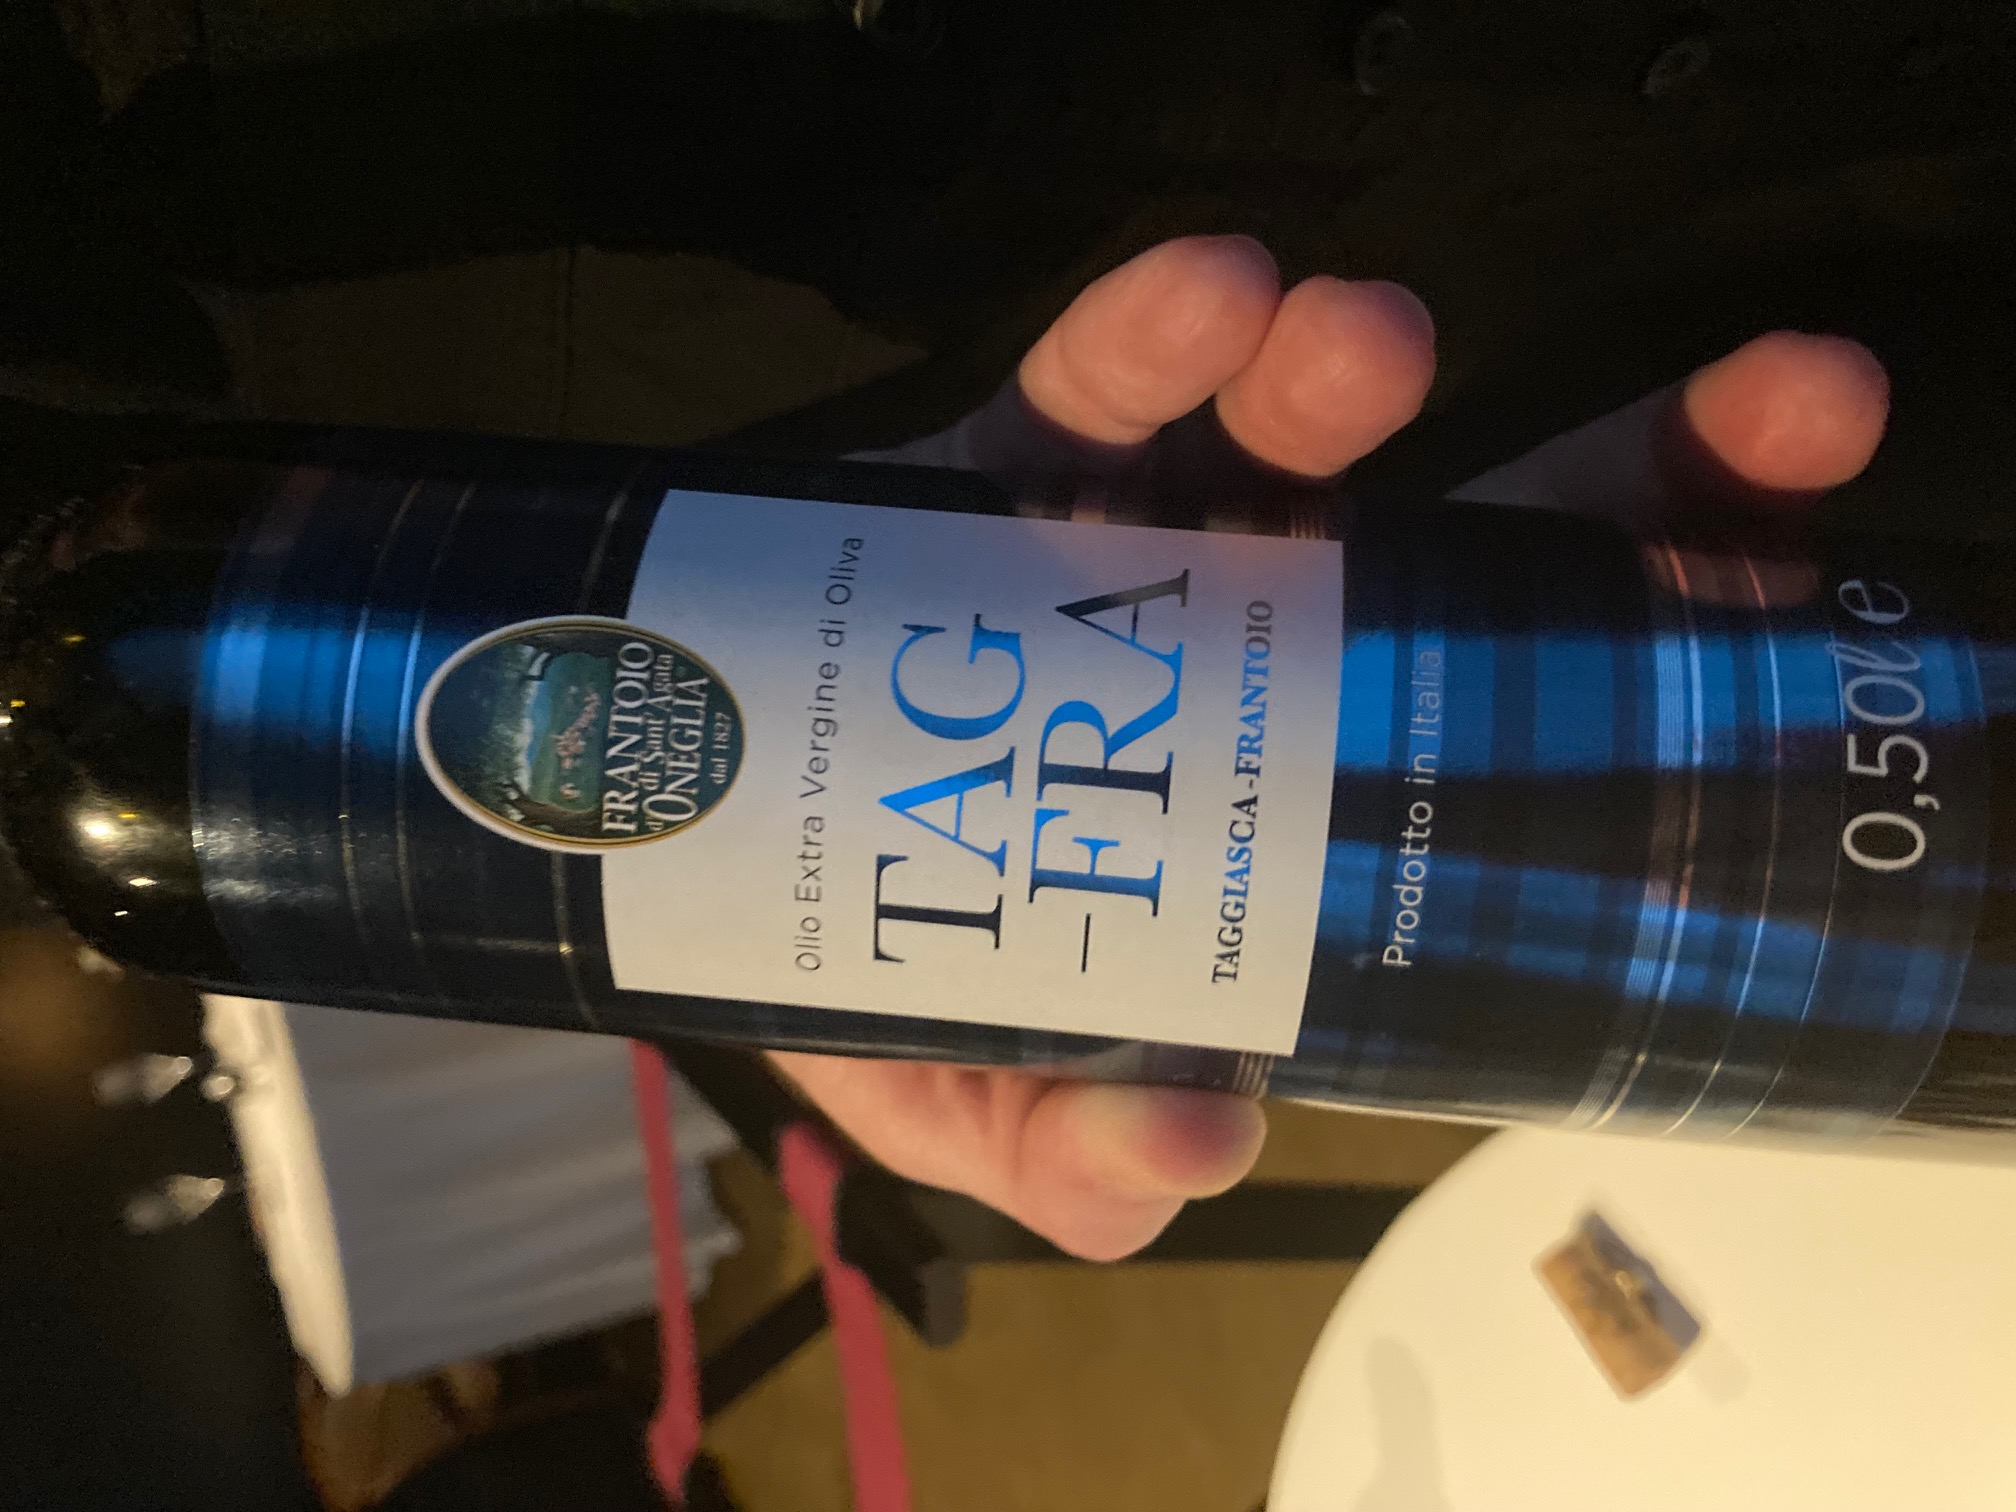 FRANTOIO
di Sant'Agata
d'ONEGLIA
dal 1827
Olio Extra Vergine di Oliva
TAG
–FRA
TAGGIASCA-FRANTOIO
Prodotto in Italia
0,50ℓ e